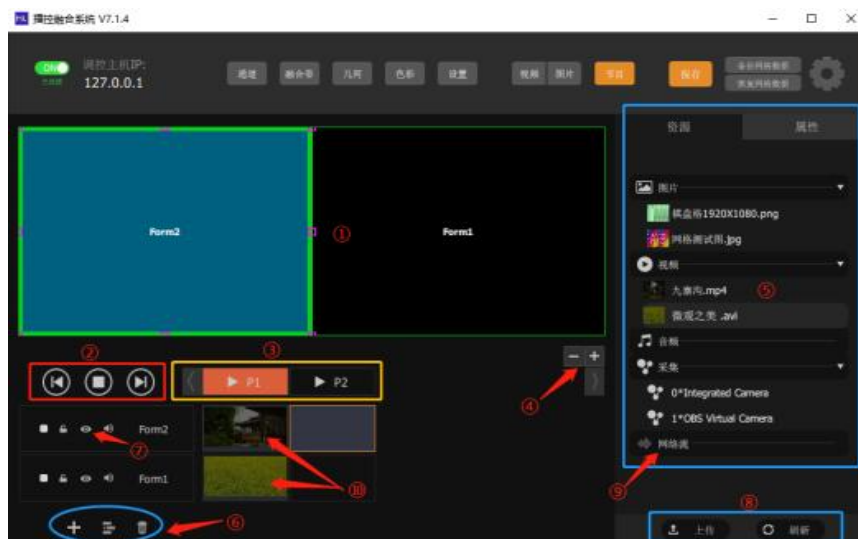 播控融合系统 V7.1.4
ON
播控主机IP:
127.0.0.1
通道
融合带
几何
色彩
设置
视频
图片
节目
保存
资源
属性
图片
棋盘格1920X1080.png
网格测试图.jpg
视频
九寨沟.mp4
⑤
微观之美 .avi
音频
采集
0*Integrated Camera
1*OBS Virtual Camera
网络流
⑨
⑧
上传
刷新
Form2
①
Form1
②
③
④
P1
P2
Form2
⑦
Form1
⑩
⑥